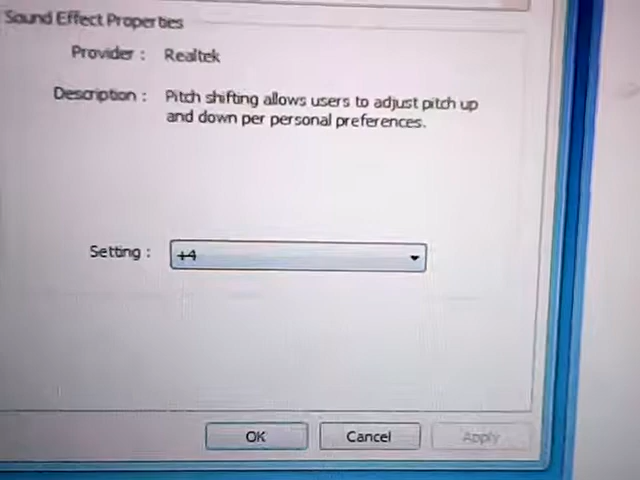 Sound Effect Properties
Provider : Realtek
Description : Pitch shifting allows users to adjust pitch up
and down per personal preferences.
Setting : +4
OK Cancel Apply